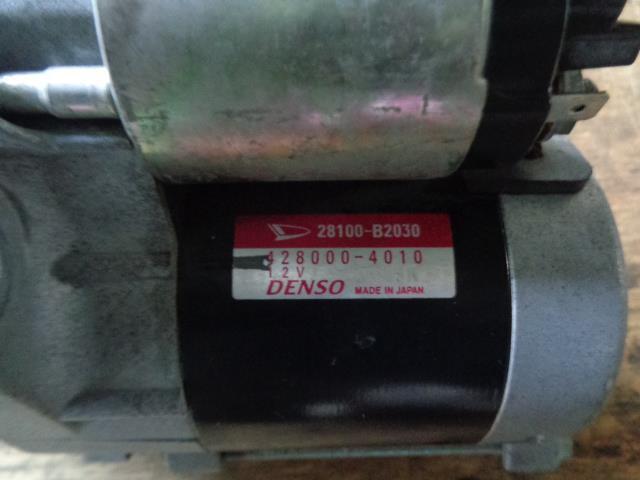 28100-B2030
428000-4010
12V
DENSO MADE IN JAPAN